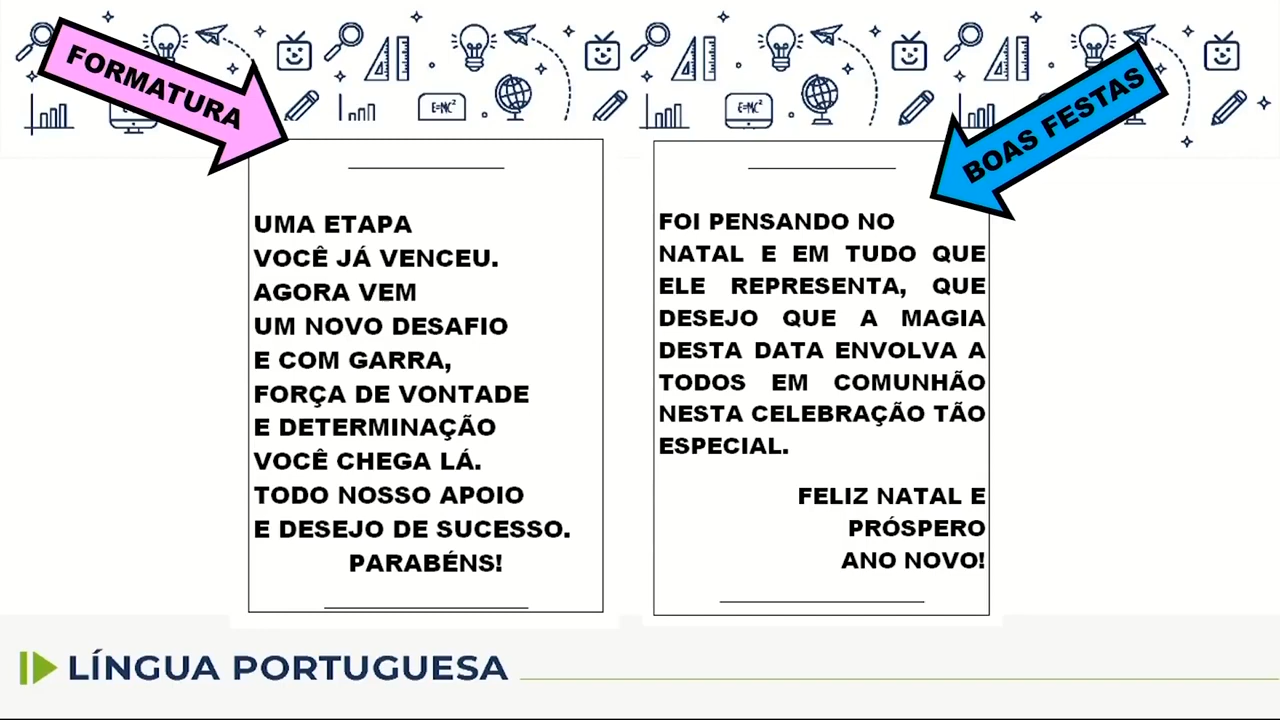 FORMATURA
UMA ETAPA
VOCÊ JÁ VENCEU.
AGORA VEM
UM NOVO DESAFIO
E COM GARRA,
FORÇA DE VONTADE
E DETERMINAÇÃO
VOCÊ CHEGA LÁ.
TODO NOSSO APOIO
E DESEJO DE SUCESSO.
PARABÉNS!
BOAS FESTAS
FOI PENSANDO NO
NATAL E EM TUDO QUE
ELE REPRESENTA, QUE
DESEJO QUE A MAGIA
DESTA DATA ENVOLVA A
TODOS EM COMUNHÃO
NESTA CELEBRAÇÃO TÃO
ESPECIAL.
FELIZ NATAL E
PRÓSPERO
ANO NOVO!
E=MC²
E=MC²
LÍNGUA PORTUGUESA